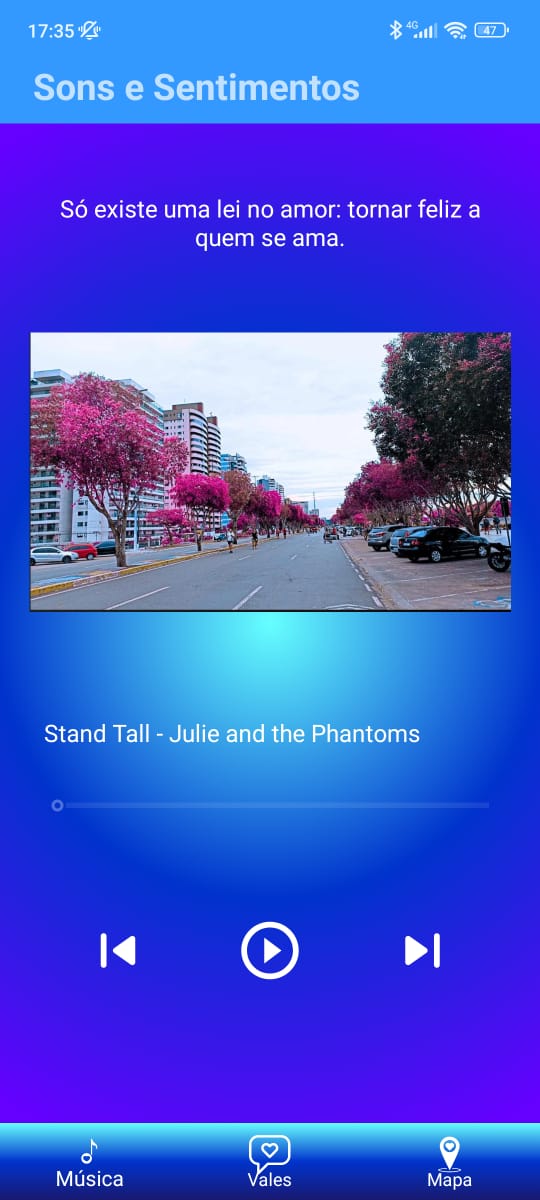 17:35
4G
47
Sons e Sentimentos
Só existe uma lei no amor: tornar feliz a
quem se ama.
Stand Tall - Julie and the Phantoms
Música
Vales
Mapa